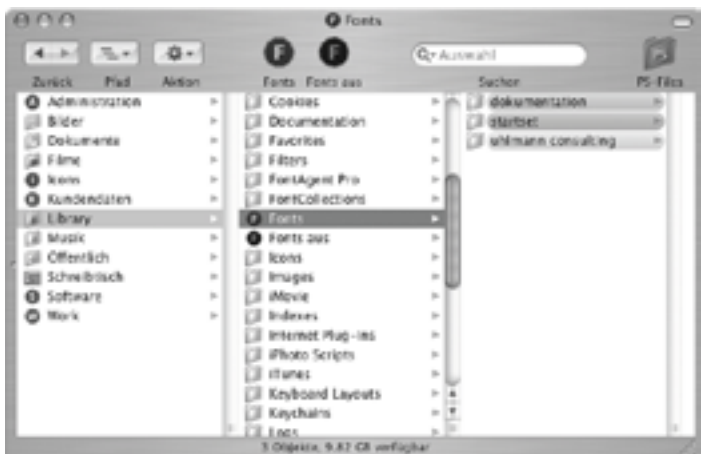 Fonts
Zurück Pfad Aktion Fonts Fonts aus Auswahl Suchen PS-Files
Administration
Bilder
Dokumente
Filme
Icons
Kundendaten
Library
Musik
Öffentlich
Schreibtisch
Software
Work
Cookies
Documentation
Favorites
Filters
FontAgent Pro
FontCollections
Fonts
Fonts aus
Icons
Images
iMovie
Indexes
Internet Plug-Ins
iPhoto Scripts
iTunes
Keyboard Layouts
Keychains
Logs
dokumentation
startset
uhlmann consulting
3 Objekte, 9.82 GB verfügbar